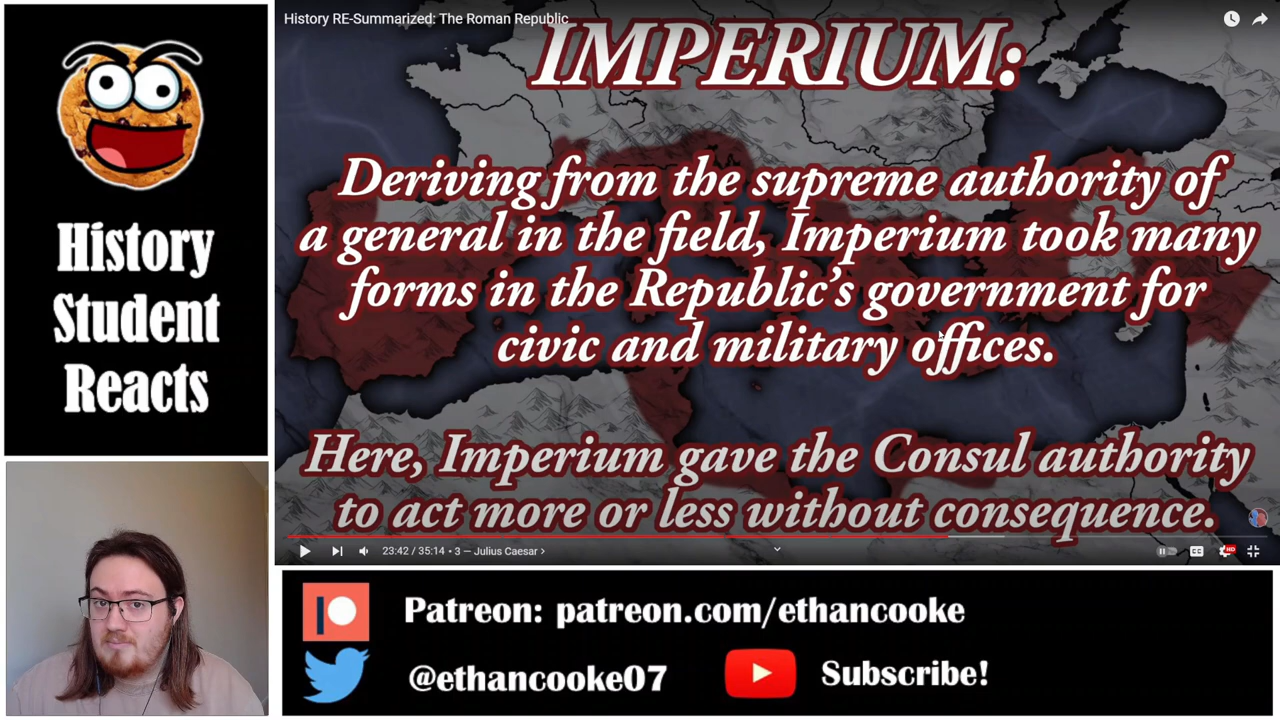 History RE-Summarized: The Roman Republic
IMPERIUM:
Deriving from the supreme authority of
a general in the field, Imperium took many
forms in the Republic's government for
civic and military offices.
Here, Imperium gave the Consul authority
to act more or less without consequence.
23:42 / 35:14 • 3 — Julius Caesar >
CC
HD
History
Student
Reacts
Patreon: patreon.com/ethancooke
@ethancooke07
Subscribe!